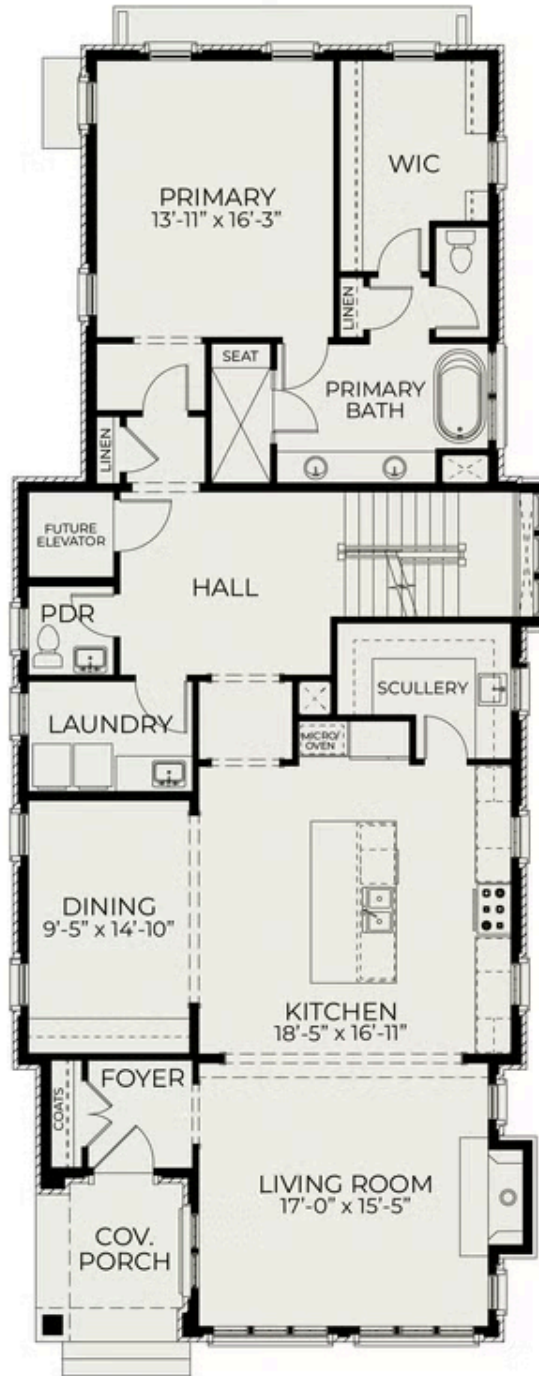 PRIMARY
13'-11" x 16'-3"
WIC
LINEN
SEAT
PRIMARY
BATH
LINEN
FUTURE
ELEVATOR
HALL
PDR
SCULLERY
LAUNDRY
MICRO/
OVEN
DINING
9'-5" x 14'-10"
KITCHEN
18'-5" x 16'-11"
FOYER
COATS
LIVING ROOM
17'-0" x 15'-5"
COV.
PORCH